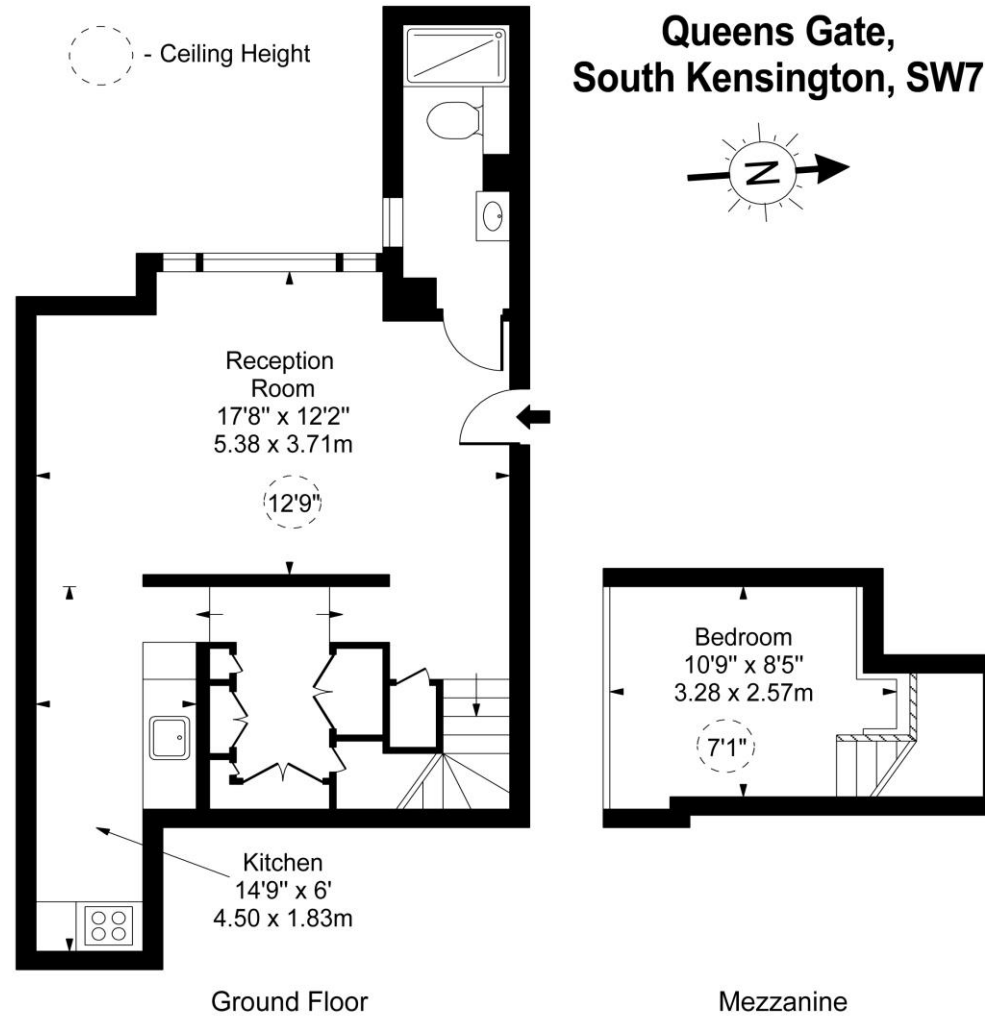 - Ceiling Height
Queens Gate,
South Kensington, SW7
N
Reception
Room
17'8" x 12'2"
5.38 x 3.71m
12'9"
Bedroom
10'9" x 8'5"
3.28 x 2.57m
7'1"
Kitchen
14'9" x 6'
4.50 x 1.83m
Ground Floor
Mezzanine